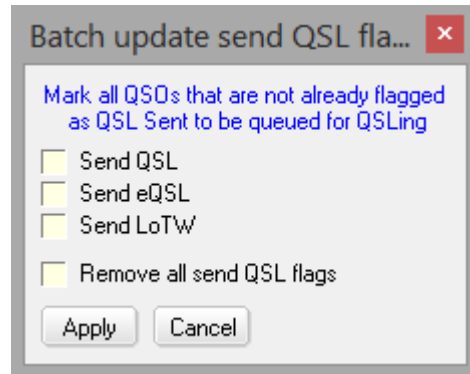 Batch update send QSL fla...
Mark all QSOs that are not already flagged
as QSL Sent to be queued for QSLing
Send QSL
Send eQSL
Send LoTW
Remove all send QSL flags
Apply Cancel